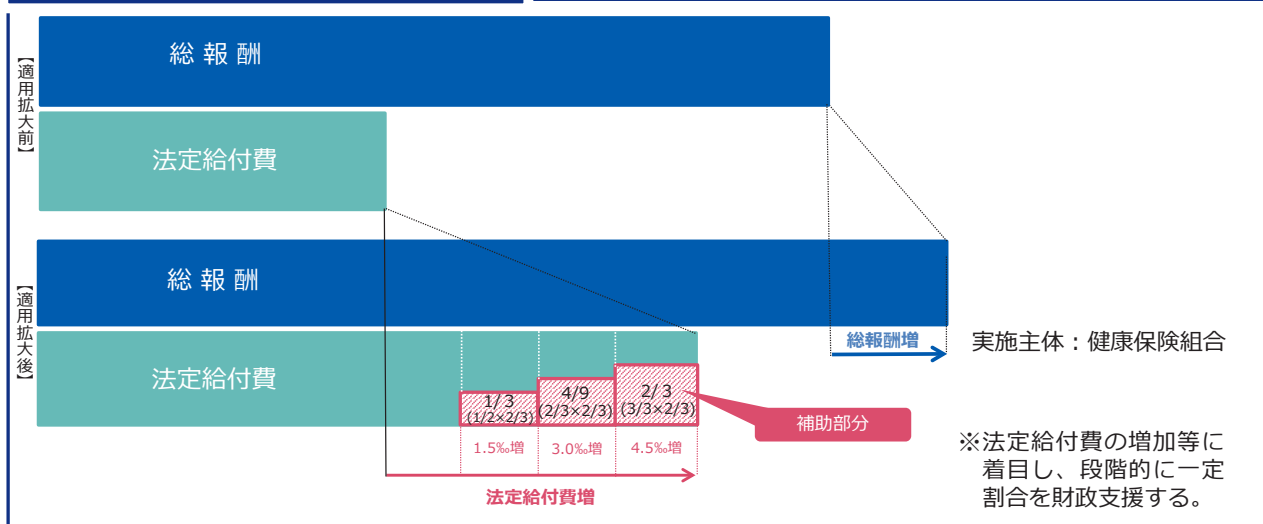 【適用拡大前】
総 報 酬
法定給付費
【適用拡大後】
総 報 酬
総報酬増
実施主体：健康保険組合
法定給付費
1/ 3
(1/2×2/3)
4/9
(2/3×2/3)
2/ 3
(3/3×2/3)
補助部分
1.5‰増
3.0‰増
4.5‰増
法定給付費増
※法定給付費の増加等に
着目し、段階的に一定
割合を財政支援する。